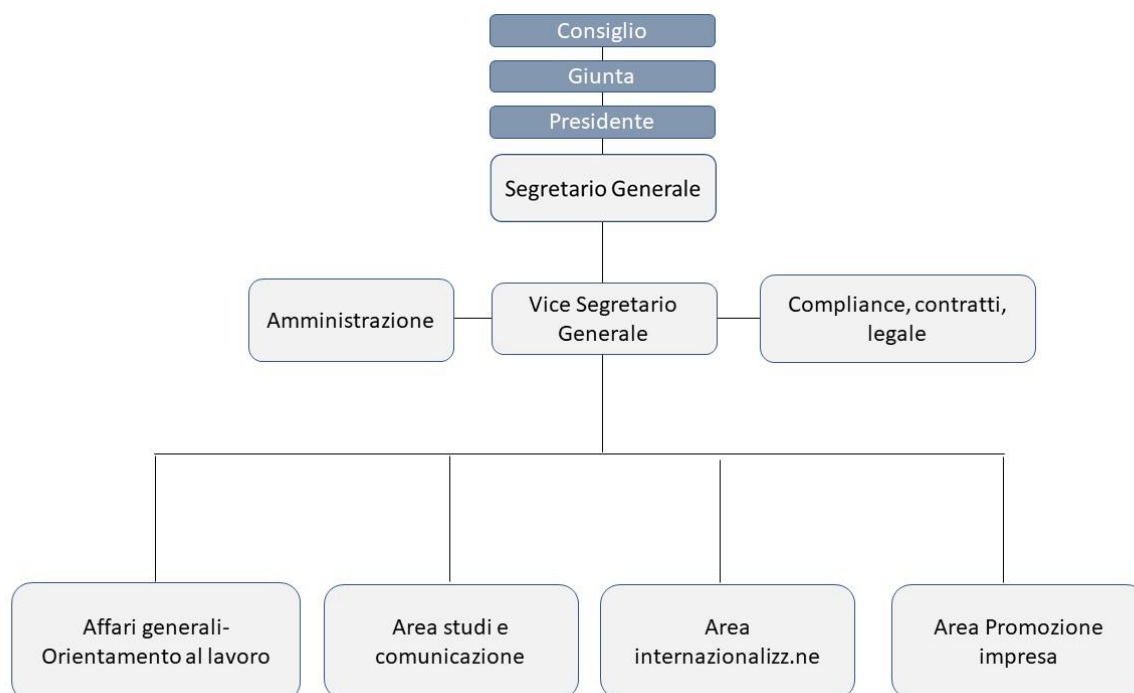 Consiglio
Giunta
Presidente
Segretario Generale
Amministrazione
Vice Segretario
Generale
Compliance, contratti,
legale
Affari generali-
Orientamento al lavoro
Area studi e
comunicazione
Area
internazionalizz.ne
Area Promozione
impresa